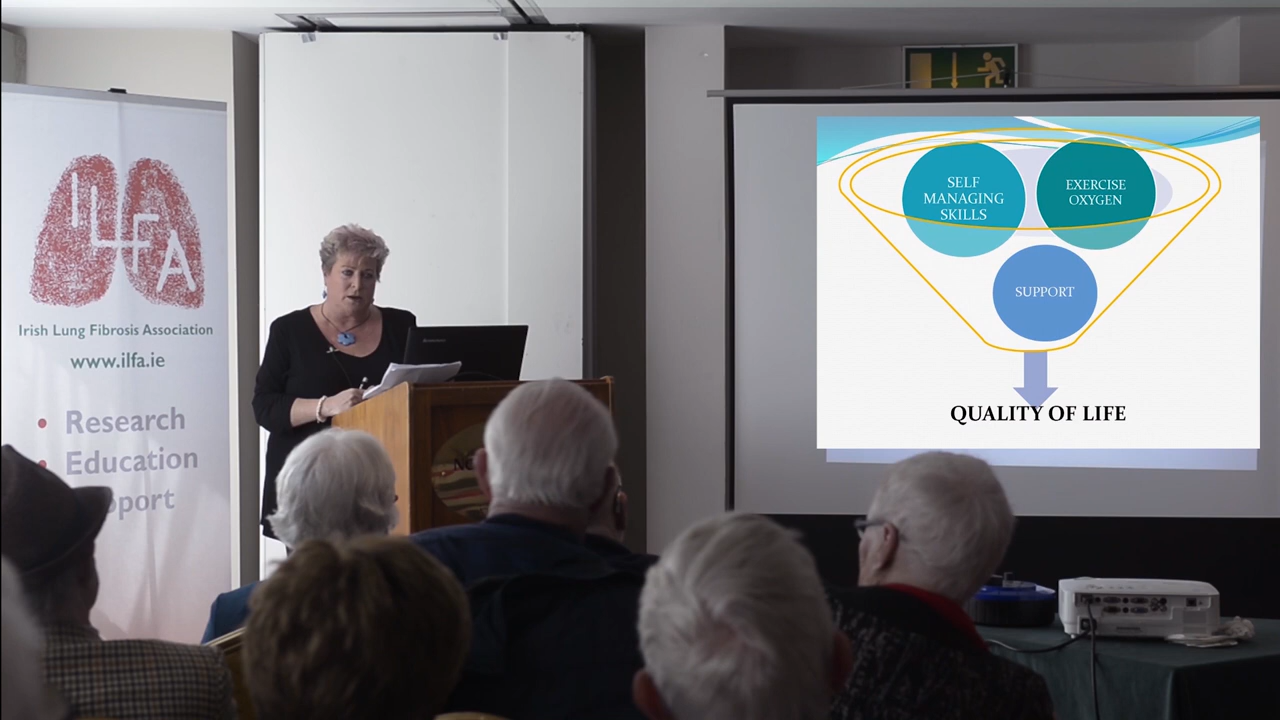 ILFA
Irish Lung Fibrosis Association
www.ilfa.ie
• Research
• Education
pport
SELF
MANAGING
SKILLS
EXERCISE
OXYGEN
SUPPORT
QUALITY OF LIFE